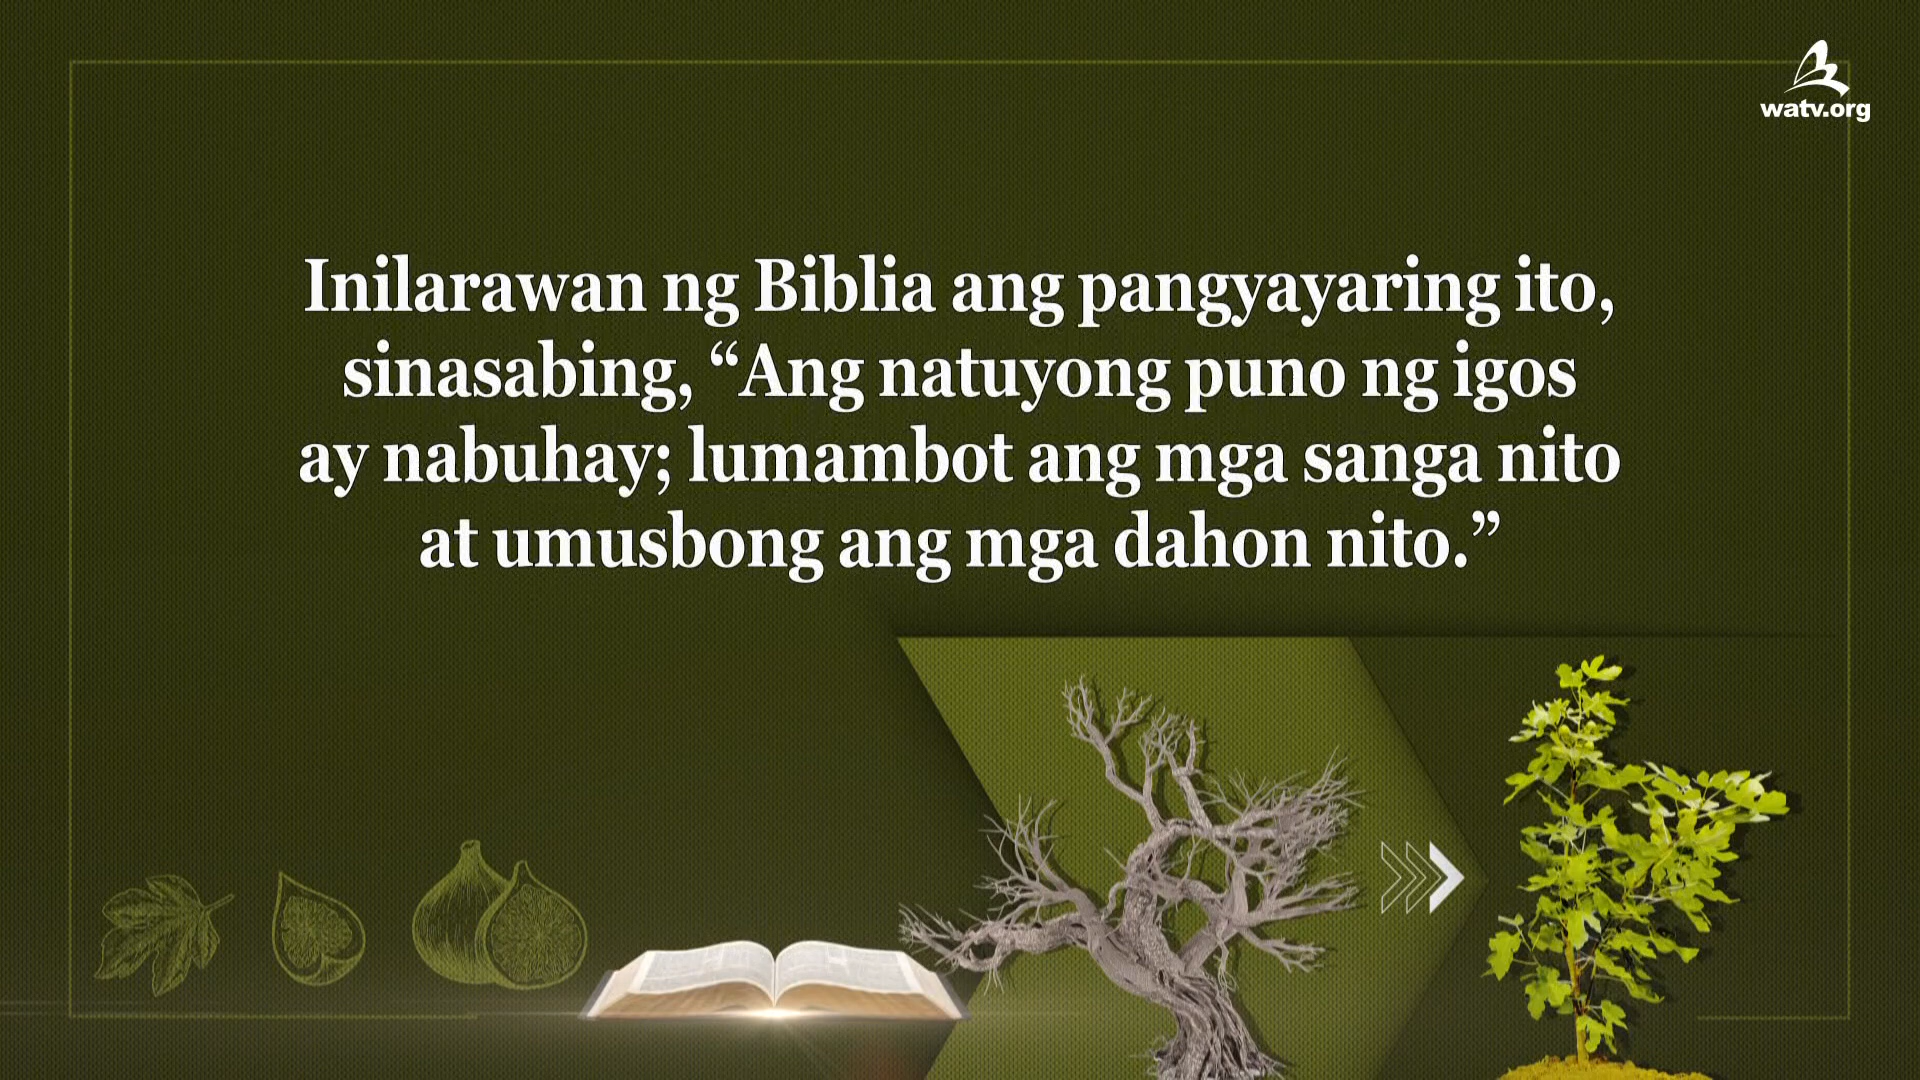 watv.org
Inilarawan ng Biblia ang pangyayaring ito,
sinasabing, “Ang natuyong puno ng igos
ay nabuhay; lumambot ang mga sanga nito
at umusbong ang mga dahon nito.”